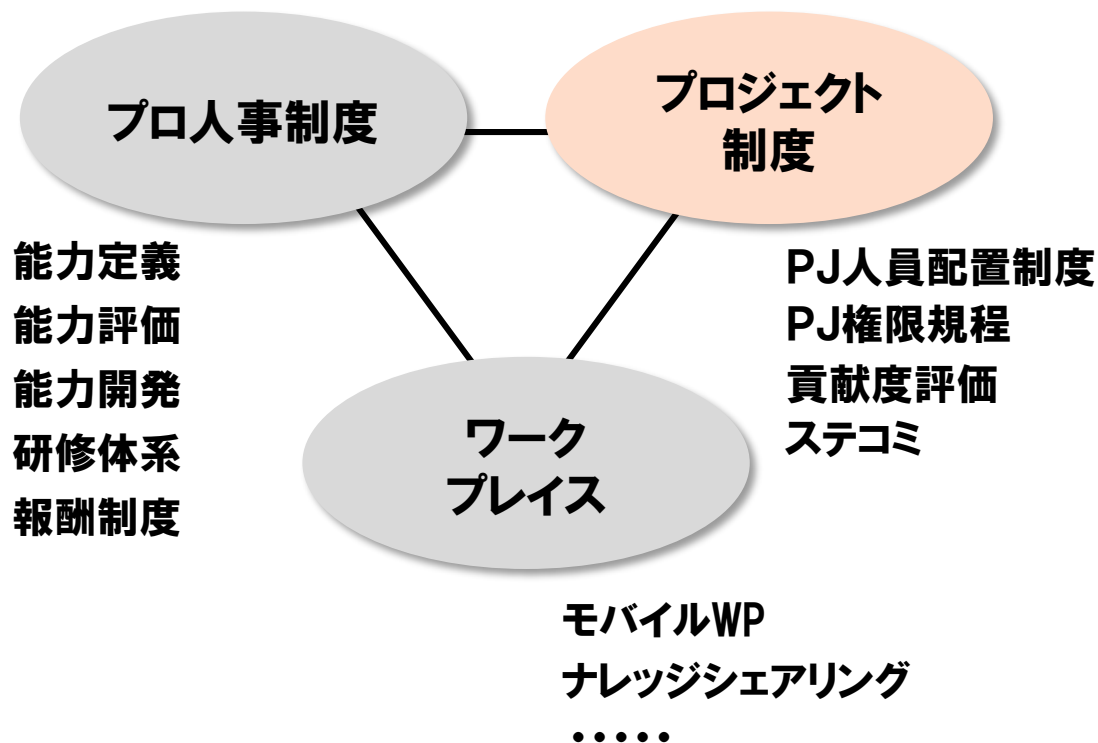 プロ人事制度
プロジェクト
制度
能力定義
能力評価
能力開発
研修体系
報酬制度
PJ人員配置制度
PJ権限規程
貢献度評価
ステコミ
ワーク
プレイス
モバイルWP
ナレッジシェアリング
・・・・・